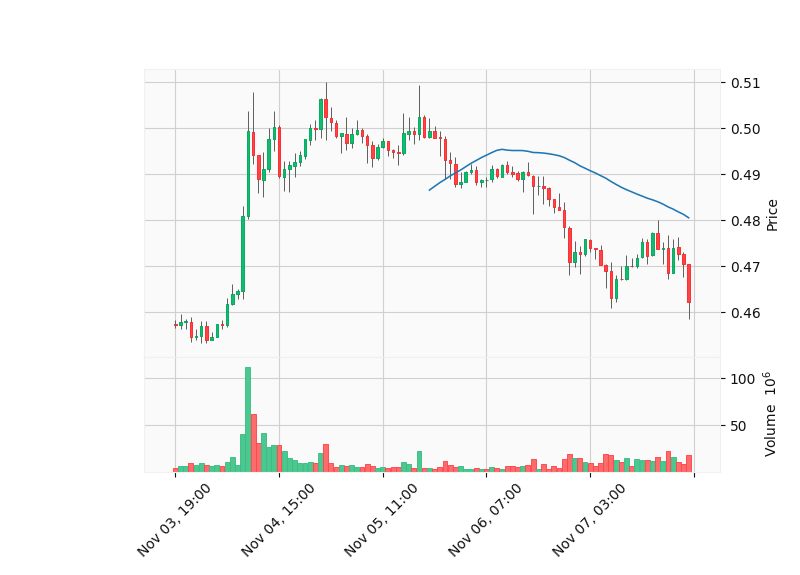 0.51
0.50
0.49
0.48
0.47
0.46
Price
100
50
Volume 10⁶
Nov 03, 19:00
Nov 04, 15:00
Nov 05, 11:00
Nov 06, 07:00
Nov 07, 03:00